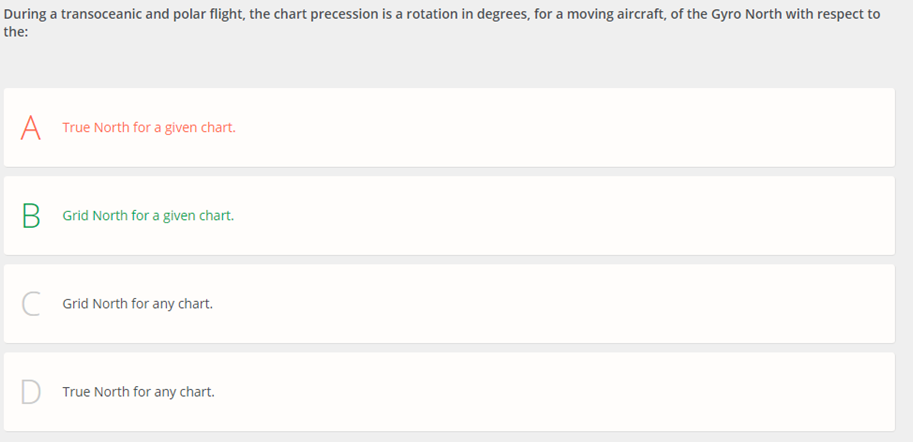 During a transoceanic and polar flight, the chart precession is a rotation in degrees, for a moving aircraft, of the Gyro North with respect to
the:
A True North for a given chart.
B Grid North for a given chart.
C Grid North for any chart.
D True North for any chart.